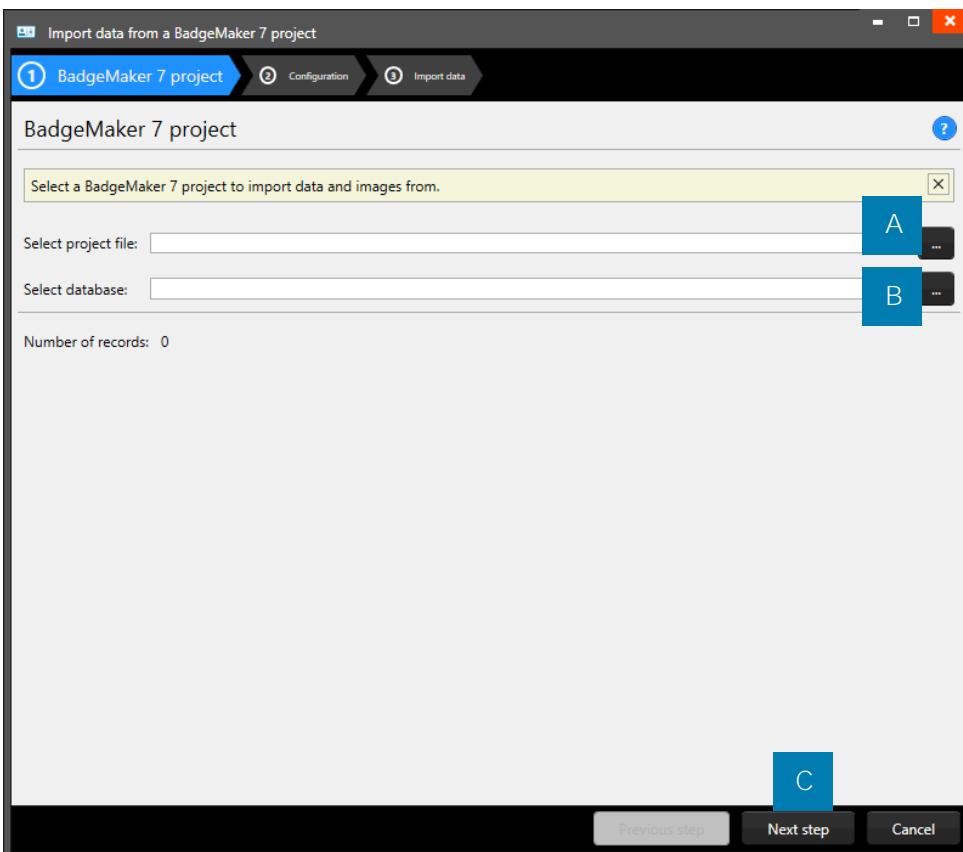 Import data from a BadgeMaker 7 project
1 BadgeMaker 7 project 2 Configuration 3 Import data
BadgeMaker 7 project ?
Select a BadgeMaker 7 project to import data and images from.
A
Select project file: ...
B
Select database: ...
Number of records: 0
C
Previous step Next step Cancel